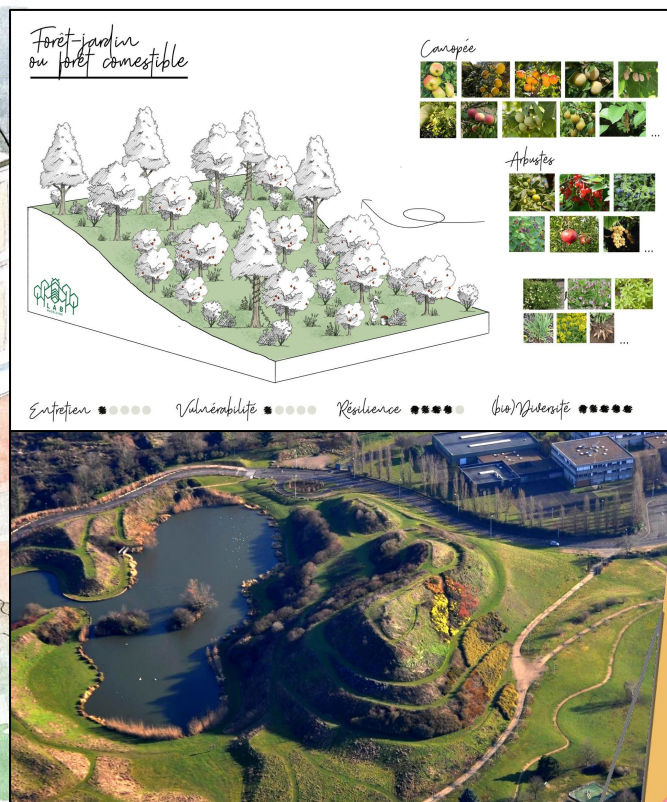 Forêt-jardin
ou forêt comestible
Canopée
...
Arbustes
...
...
LAB
Entretien
Vulnérabilité
Résilience
(bio)Diversité